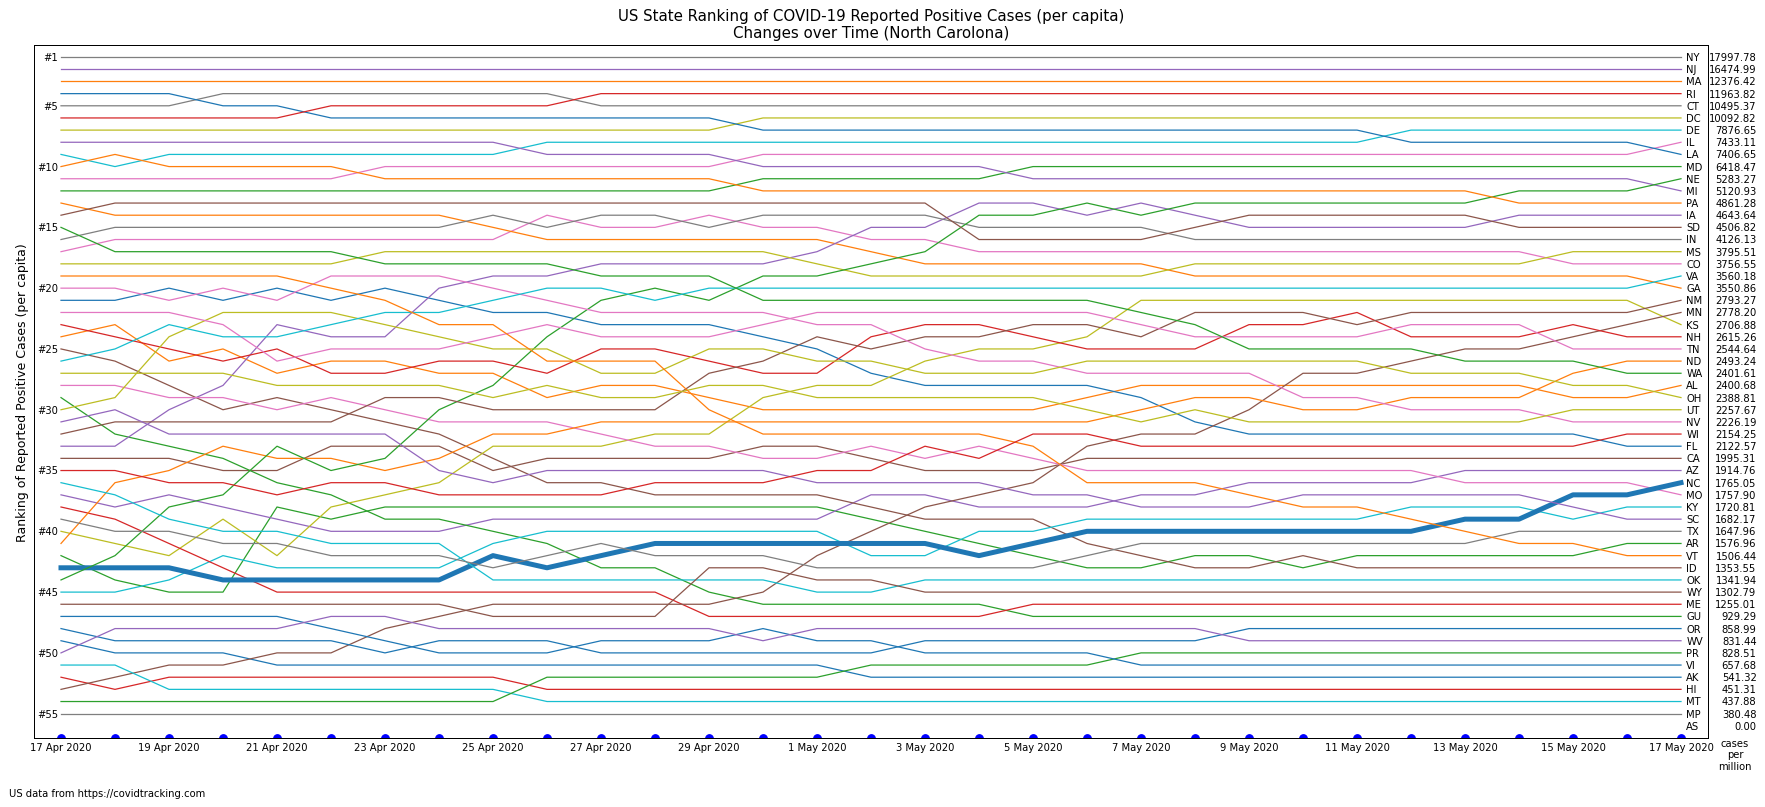 US State Ranking of COVID-19 Reported Positive Cases (per capita)
Changes over Time (North Carolona)
Ranking of Reported Positive Cases (per capita)
#1
#5
#10
#15
#20
#25
#30
#35
#40
#45
#50
#55
NY 17997.78
NJ 16474.99
MA 12376.42
RI 11963.82
CT 10495.37
DC 10092.82
DE 7876.65
IL 7433.11
LA 7406.65
MD 6418.47
NE 5283.27
MI 5120.93
PA 4861.28
IA 4643.64
SD 4506.82
IN 4126.13
MS 3795.51
CO 3756.55
VA 3560.18
GA 3550.86
NM 2793.27
MN 2778.20
KS 2706.88
NH 2615.26
TN 2544.64
ND 2493.24
WA 2401.61
AL 2400.68
OH 2388.81
UT 2257.67
NV 2226.19
WI 2154.25
FL 2122.57
CA 1995.31
AZ 1914.76
NC 1765.05
MO 1757.90
KY 1720.81
SC 1682.17
TX 1647.96
AR 1576.96
VT 1506.44
ID 1353.55
OK 1341.94
WY 1302.79
ME 1255.01
GU 929.29
OR 858.99
WV 831.44
PR 828.51
VI 657.68
AK 541.32
HI 451.31
MT 437.88
MP 380.48
AS 0.00
17 Apr 2020 19 Apr 2020 21 Apr 2020 23 Apr 2020 25 Apr 2020 27 Apr 2020 29 Apr 2020 1 May 2020 3 May 2020 5 May 2020 7 May 2020 9 May 2020 11 May 2020 13 May 2020 15 May 2020 17 May 2020
cases
per
million
US data from https://covidtracking.com